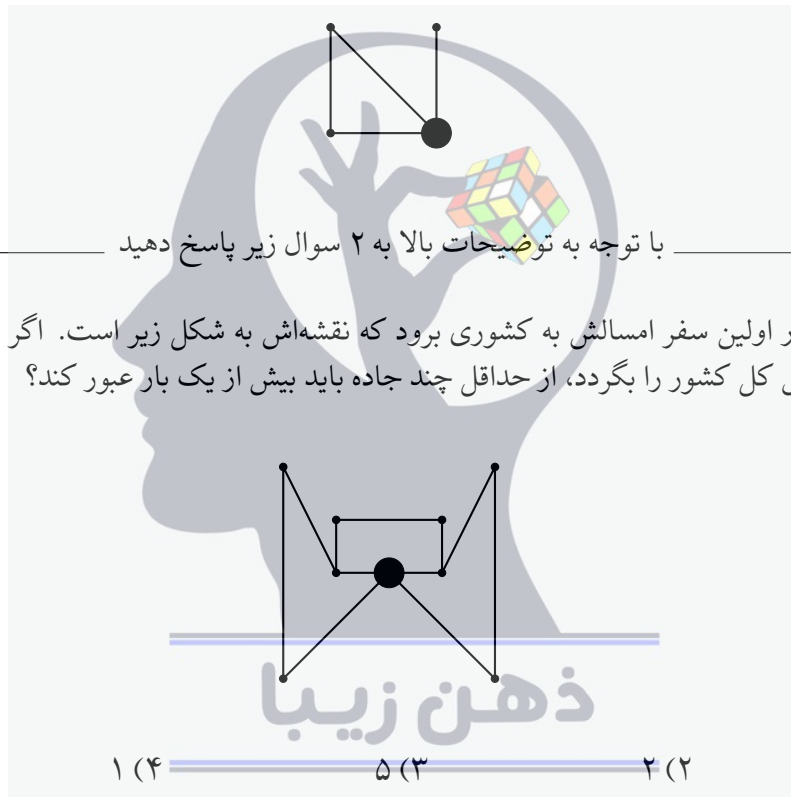 با توجه به توضیحات بالا به ۲ سوال زیر پاسخ دهید
ر اولین سفر امسالش به کشوری برود که نقشه‌اش به شکل زیر است. اگر
کل کشور را بگردد، از حداقل چند جاده باید بیش از یک بار عبور کند؟
ذهن زیبا
۲) ۲
۳) ۵
۴) ۱